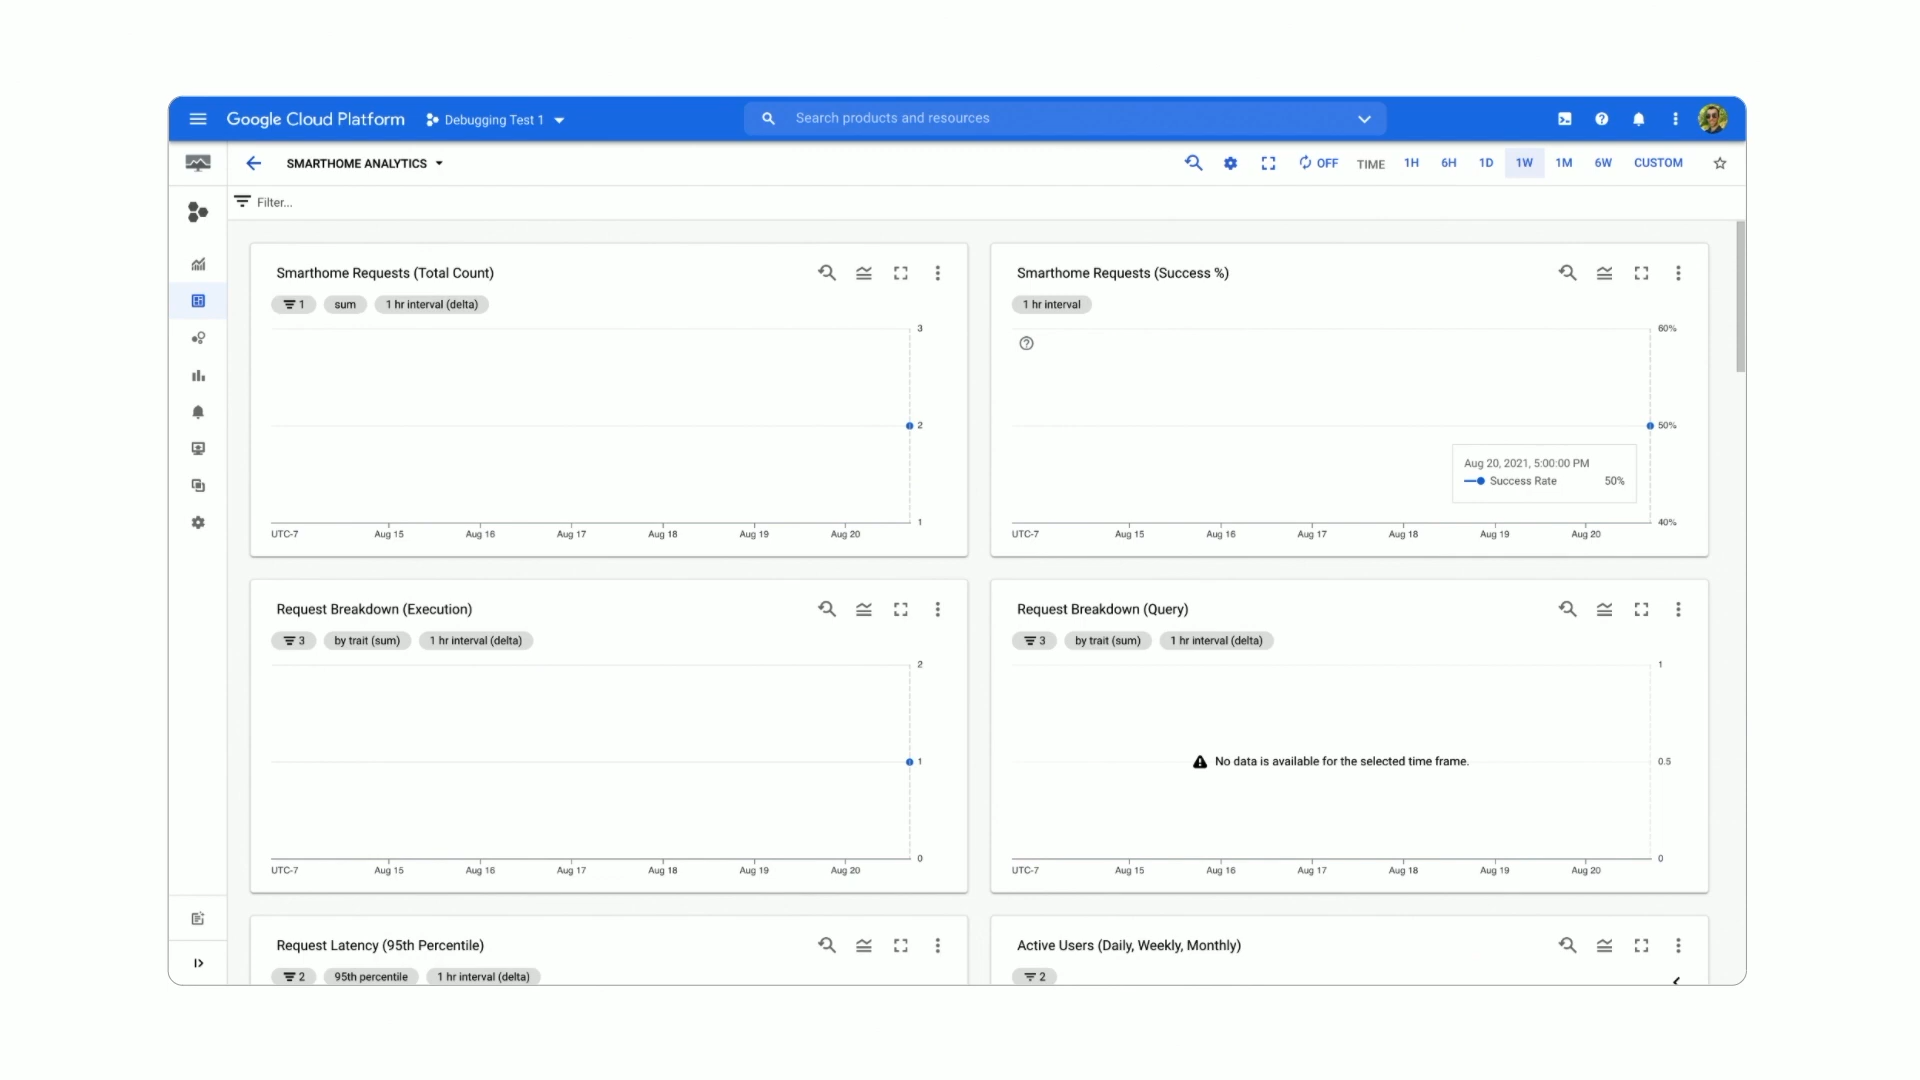 Google Cloud Platform Debugging Test 1 Search products and resources
SMARTHOME ANALYTICS OFF TIME 1H 6H 1D 1W 1M 6W CUSTOM
Filter...
Smarthome Requests (Total Count)
1 sum 1 hr interval (delta)
3
2
1
UTC-7 Aug 15 Aug 16 Aug 17 Aug 18 Aug 19 Aug 20
Smarthome Requests (Success %)
1 hr interval
60%
50%
Aug 20, 2021, 5:00:00 PM
Success Rate 50%
40%
UTC-7 Aug 15 Aug 16 Aug 17 Aug 18 Aug 19 Aug 20
Request Breakdown (Execution)
3 by trait (sum) 1 hr interval (delta)
2
1
0
UTC-7 Aug 15 Aug 16 Aug 17 Aug 18 Aug 19 Aug 20
Request Breakdown (Query)
3 by trait (sum) 1 hr interval (delta)
1
No data is available for the selected time frame.
0.5
0
UTC-7 Aug 15 Aug 16 Aug 17 Aug 18 Aug 19 Aug 20
Request Latency (95th Percentile)
2 95th percentile 1 hr interval (delta)
Active Users (Daily, Weekly, Monthly)
2